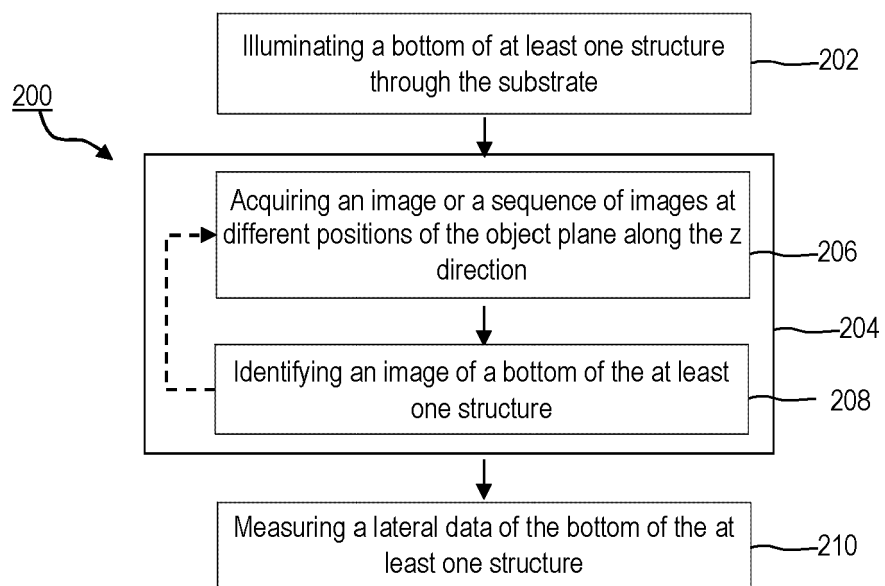 Illuminating a bottom of at least one structure
through the substrate
202
200
Acquiring an image or a sequence of images at
different positions of the object plane along the z
direction
206
204
Identifying an image of a bottom of the at least
one structure
208
Measuring a lateral data of the bottom of the at
least one structure
210